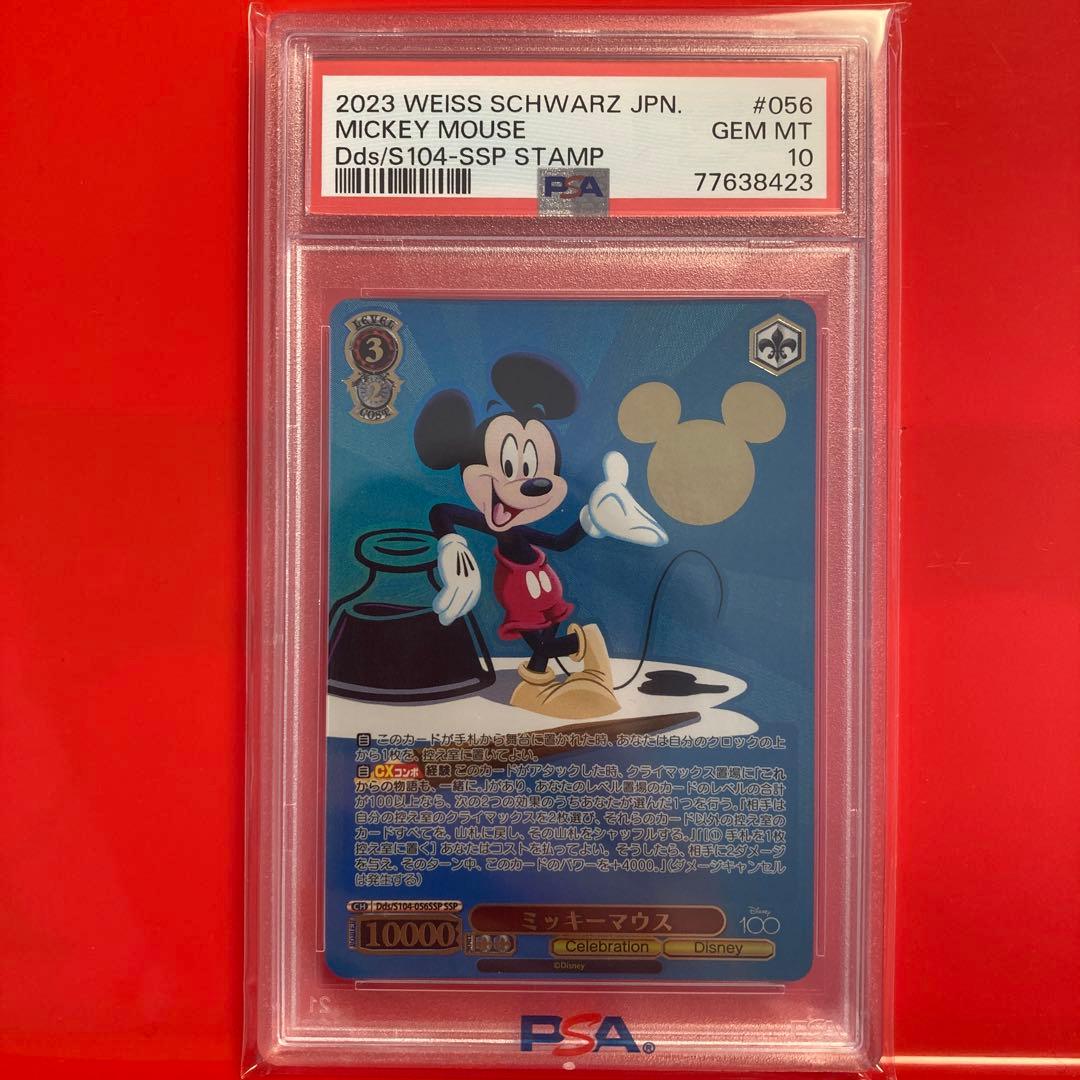 2023 WEISS SCHWARZ JPN. #056
MICKEY MOUSE GEM MT
Dds/S104-SSP STAMP 10
77638423
PSA
LEVEL
3
2
COST
自 このカードが手札から舞台に置かれた時、あなたは自分のクロックの上
から1枚を、控え室に置いてよい。
自 CXコンボ 経験 このカードがアタックした時、クライマックス置場に「これ
からの物語も、一緒に。」があり、あなたのレベル置場のカードのレベルの合計
が100以上なら、次の2つの効果のうちあなたが選んだ1つを行う。『相手は
自分の控え室のクライマックスを2枚選び、それらのカード以外の控え室の
カードすべてを、山札に戻し、その山札をシャッフルする。』『[① 手札を1枚
控え室に置く] あなたはコストを払ってよい。そうしたら、相手に2ダメージ
を与え、そのターン中、このカードのパワーを+4000。』(ダメージキャンセル
は発生する)
CH Dds/S104-056SSP SSP
ミッキーマウス
Disney
100
POWER 10000
Celebration Disney
©Disney
21
PSA®